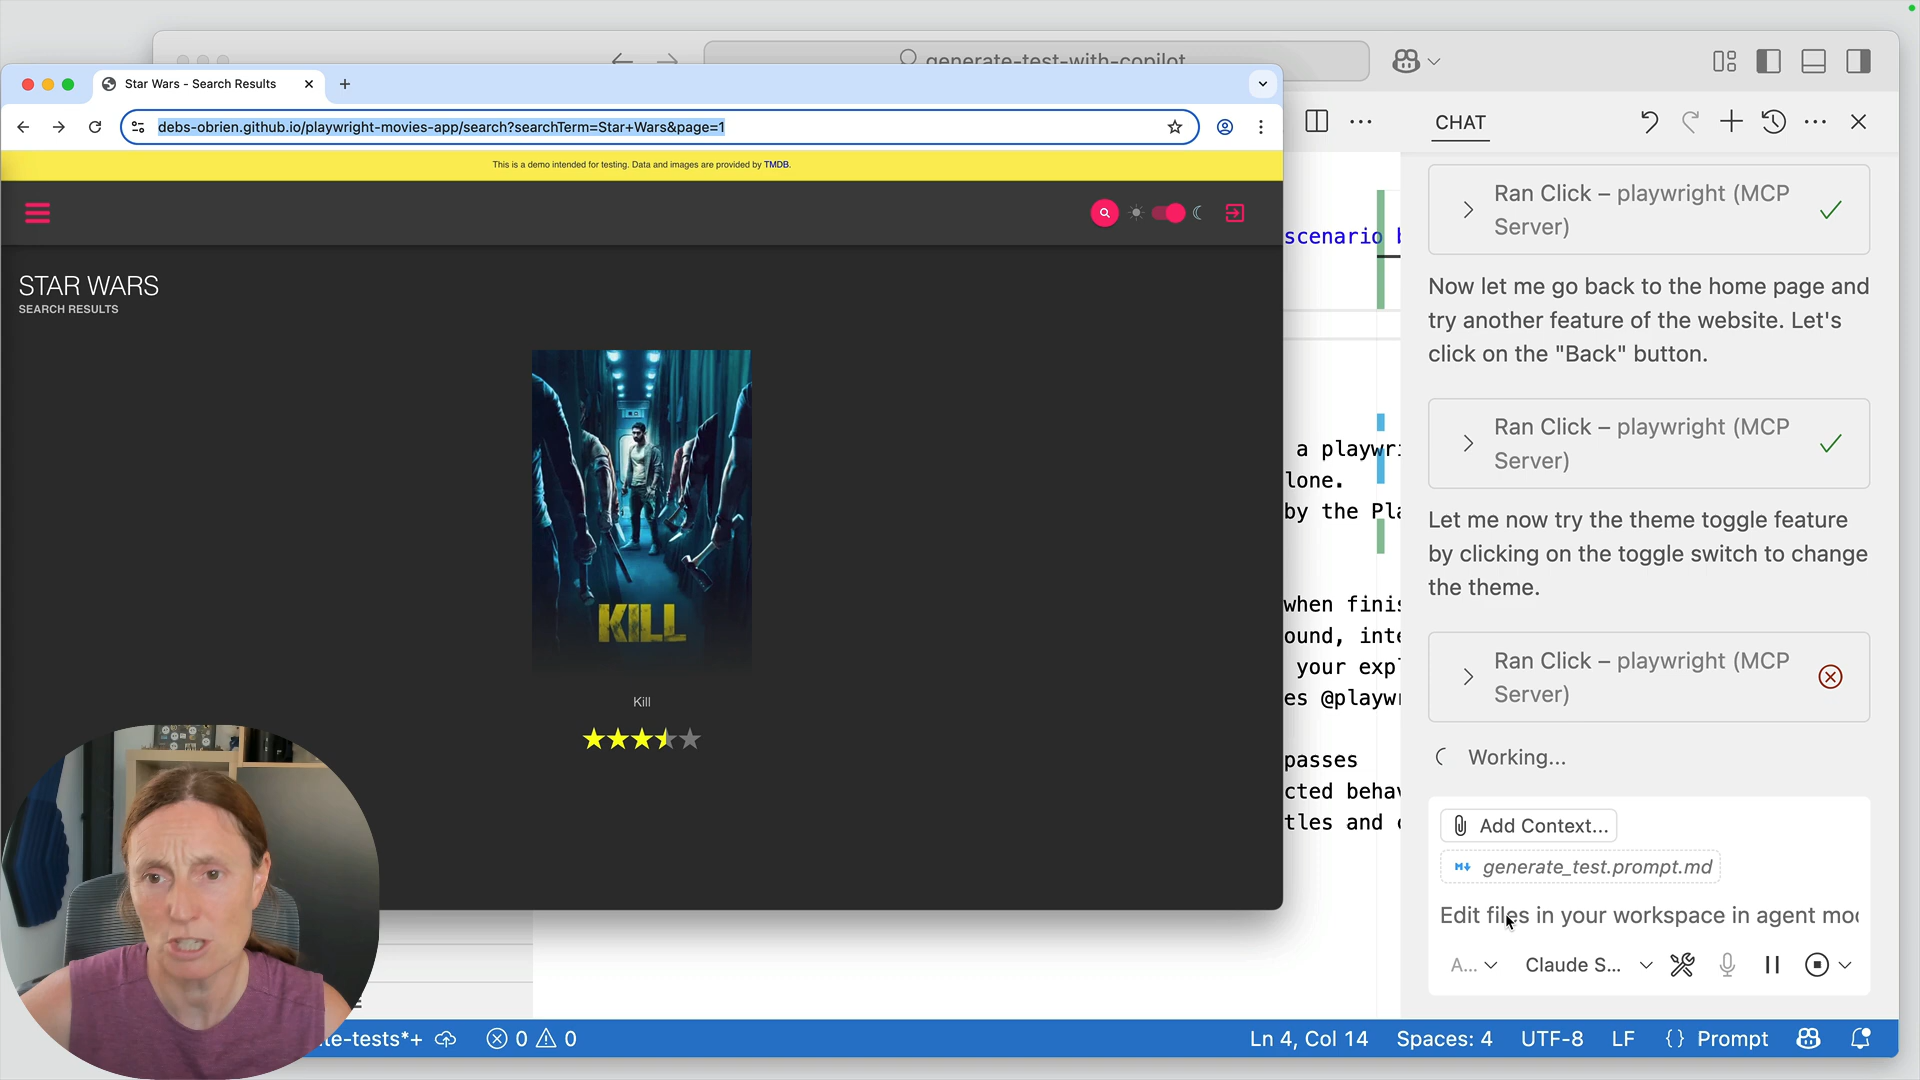 generate-test-with-copilot
Star Wars - Search Results
debs-obrien.github.io/playwright-movies-app/search?searchTerm=Star+Wars&page=1
This is a demo intended for testing. Data and images are provided by TMDB.
STAR WARS
SEARCH RESULTS
KILL
Kill
scenario b
a playwri
lone.
by the Pla
when finis
ound, inte
your expl
es @playwr
passes
cted behav
tles and c
CHAT
Ran Click – playwright (MCP
Server)
Now let me go back to the home page and
try another feature of the website. Let's
click on the "Back" button.
Ran Click – playwright (MCP
Server)
Let me now try the theme toggle feature
by clicking on the toggle switch to change
the theme.
Ran Click – playwright (MCP
Server)
Working...
Add Context...
generate_test.prompt.md
Edit files in your workspace in agent mod
A... Claude S...
te-tests*+ 0 0 Ln 4, Col 14 Spaces: 4 UTF-8 LF {} Prompt